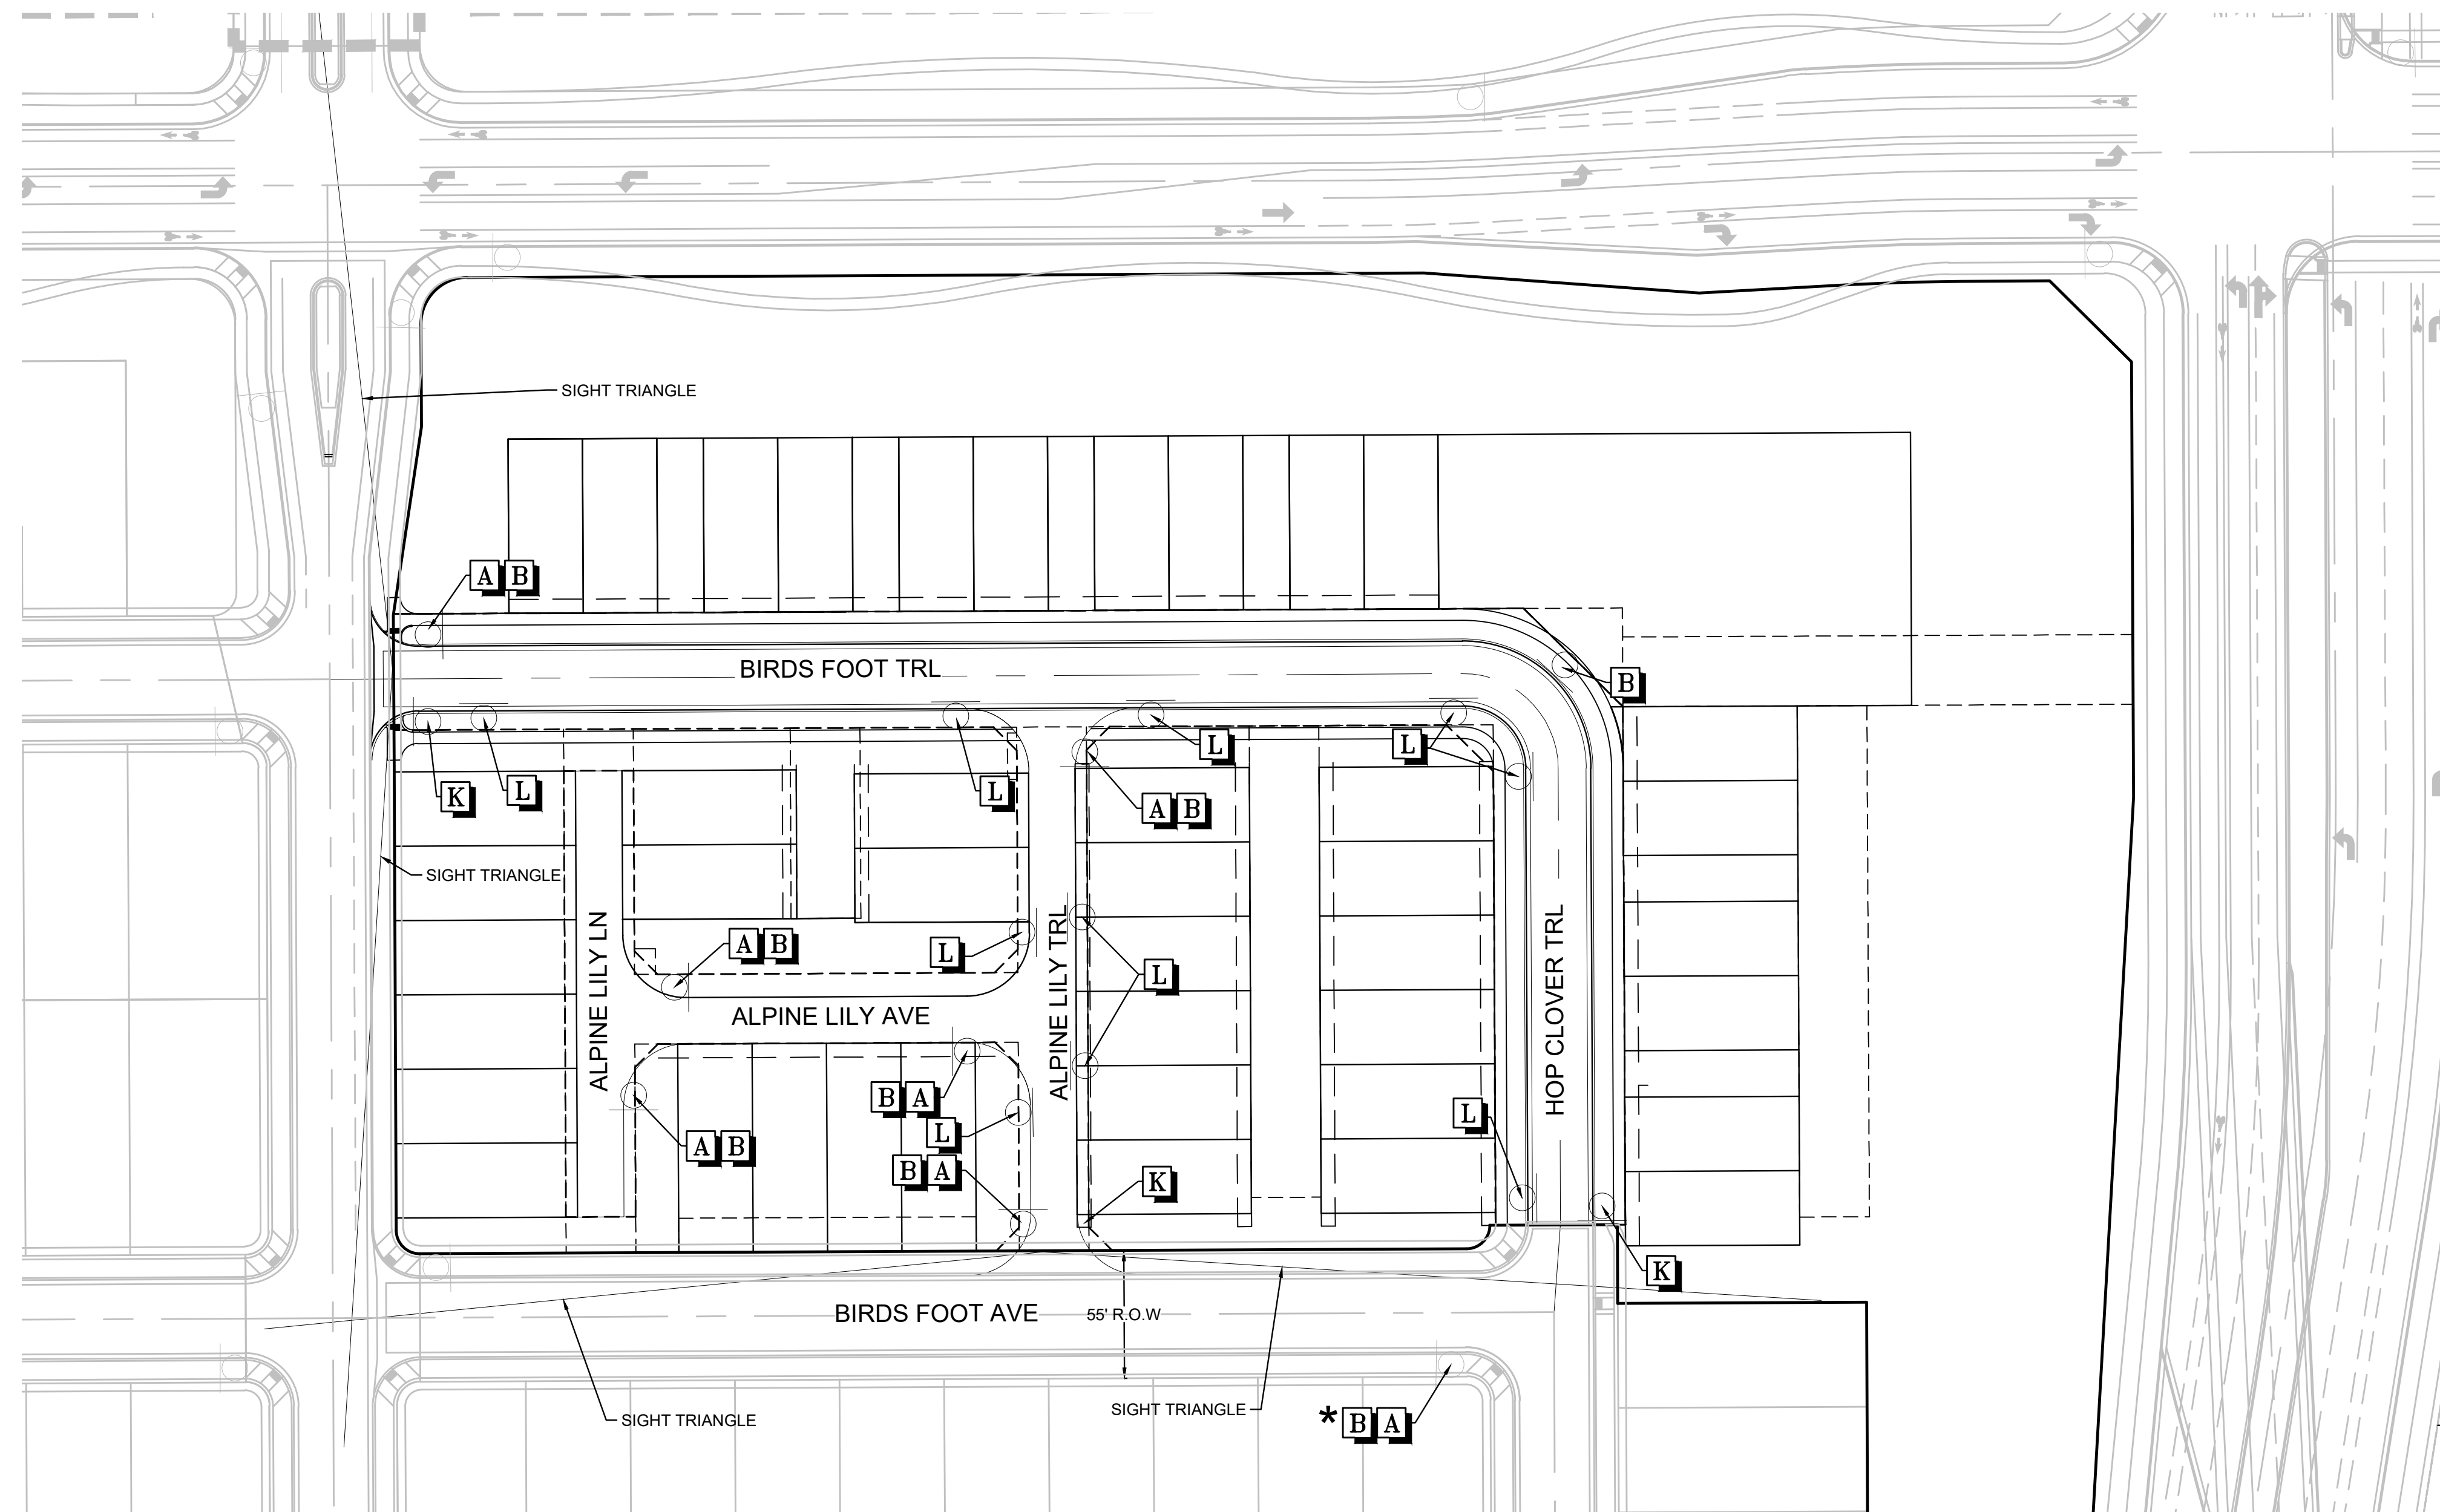 SIGHT TRIANGLE
A B
BIRDS FOOT TRL
B
L
L
K
L
L
A B
SIGHT TRIANGLE
ALPINE LILY LN
A B
L
ALPINE LILY TRL
L
HOP CLOVER TRL
ALPINE LILY AVE
B A
L
L
A B
B A
K
K
BIRDS FOOT AVE
55' R.O.W
SIGHT TRIANGLE
SIGHT TRIANGLE
* B A